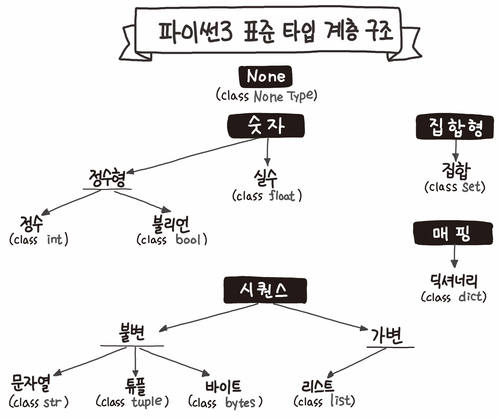 파이썬3 표준 타입 계층 구조
None
(class None Type)
숫자
집합형
정수형
실수
(class float)
집합
(class set)
정수
(class int)
불리언
(class bool)
매핑
딕셔너리
(class dict)
시퀀스
불변
가변
문자열
(class str)
튜플
(class tuple)
바이트
(class bytes)
리스트
(class list)